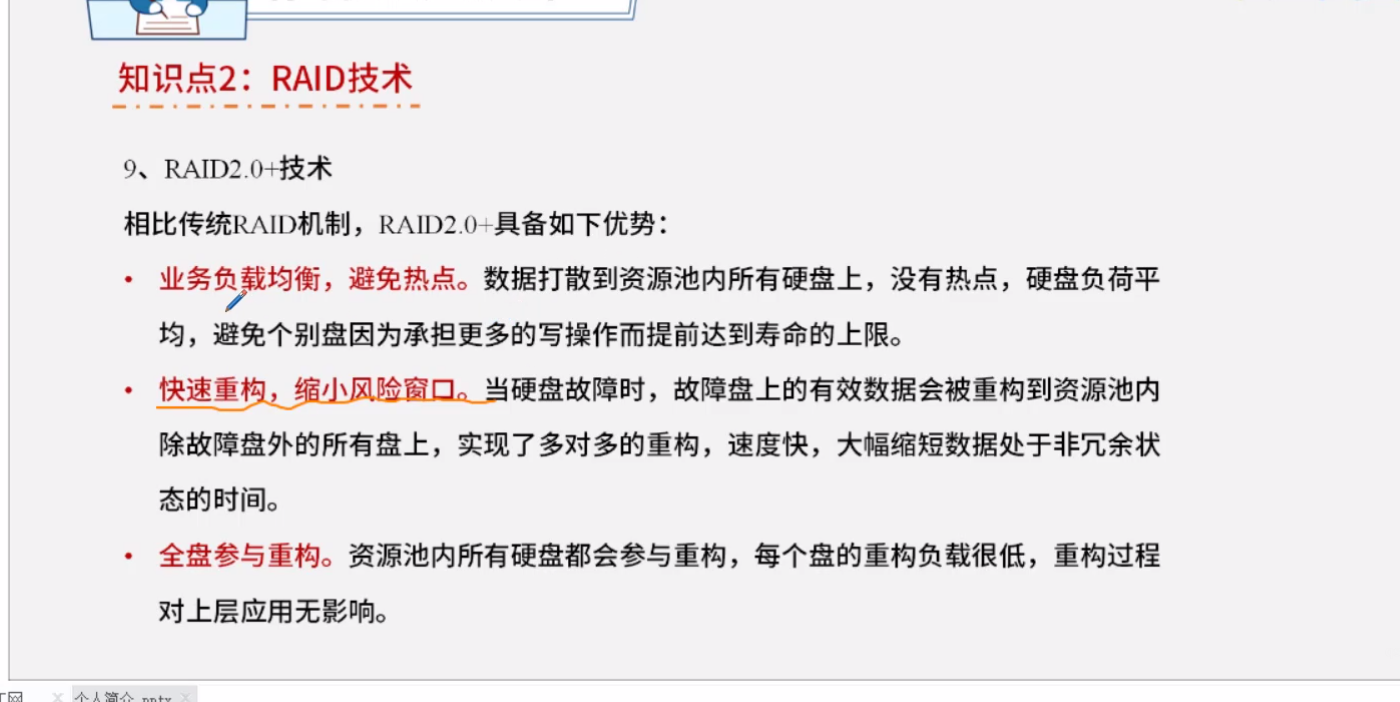 知识点2：RAID技术
9、RAID2.0+技术
相比传统RAID机制，RAID2.0+具备如下优势：
• 业务负载均衡，避免热点。数据打散到资源池内所有硬盘上，没有热点，硬盘负荷平
均，避免个别盘因为承担更多的写操作而提前达到寿命的上限。
• 快速重构，缩小风险窗口。当硬盘故障时，故障盘上的有效数据会被重构到资源池内
除故障盘外的所有盘上，实现了多对多的重构，速度快，大幅缩短数据处于非冗余状
态的时间。
• 全盘参与重构。资源池内所有硬盘都会参与重构，每个盘的重构负载很低，重构过程
对上层应用无影响。
网 个人简介.pptx